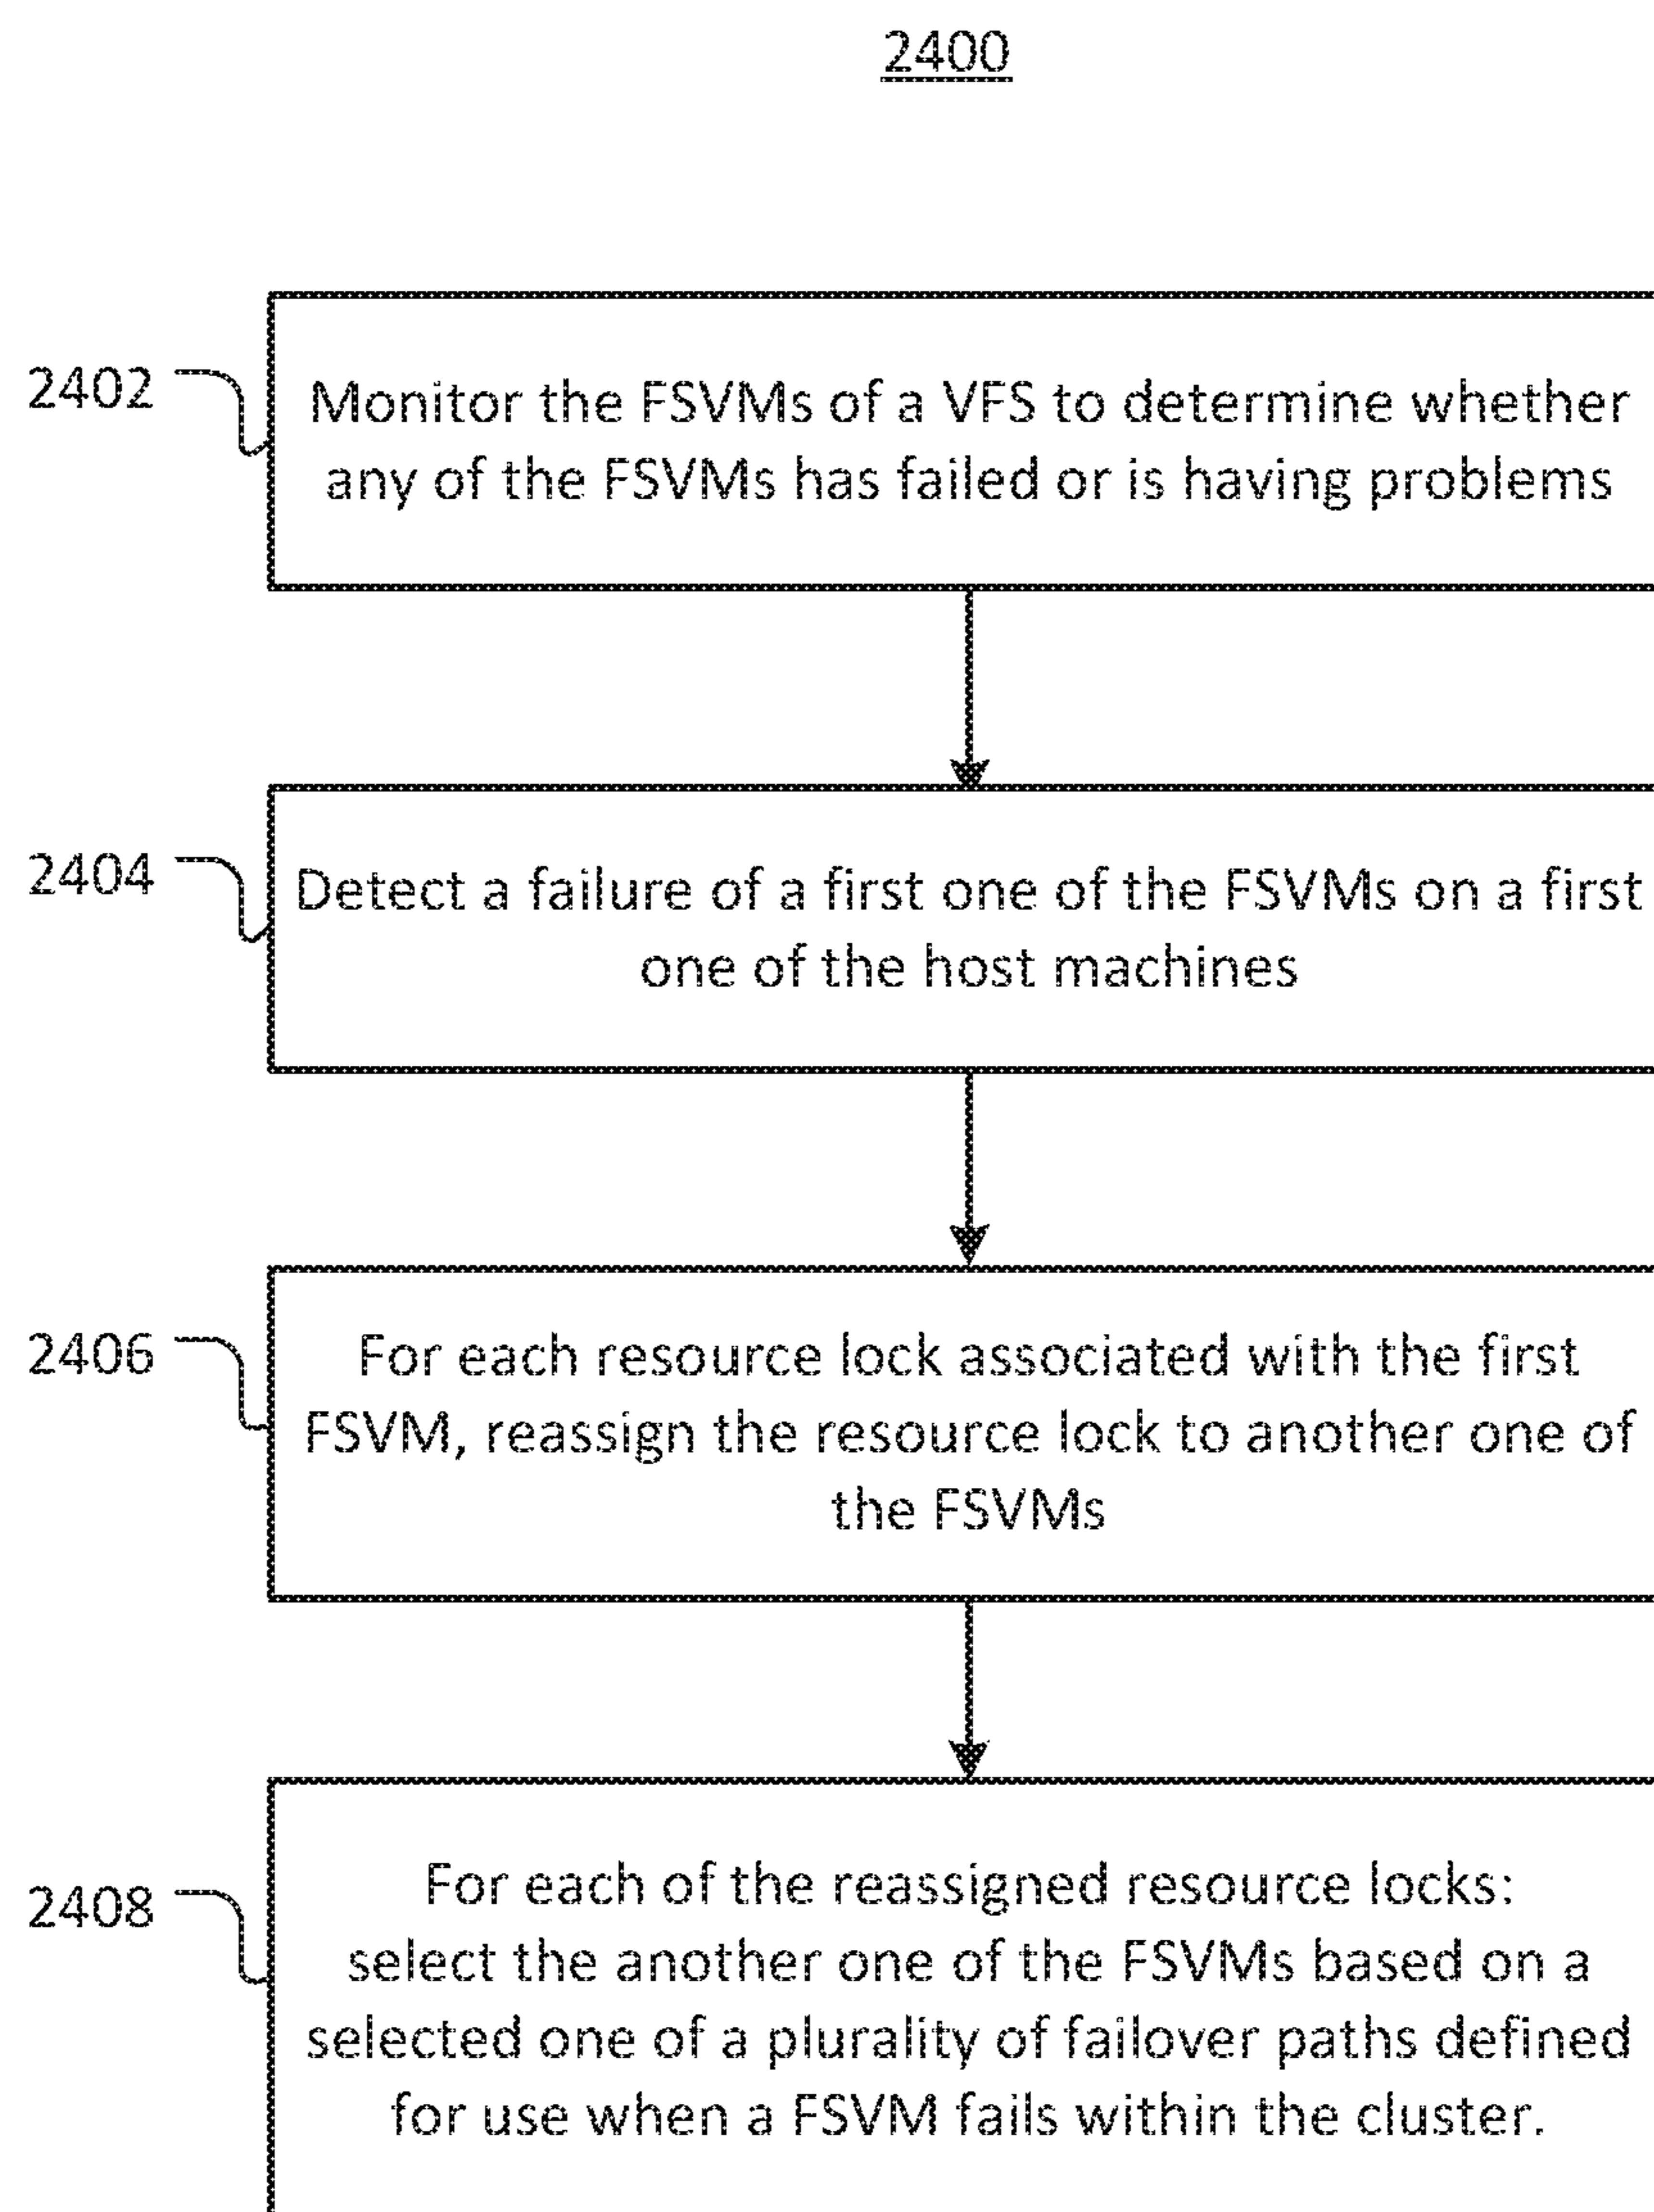 2400
2402
Monitor the FSVMs of a VFS to determine whether
any of the FSVMs has failed or is having problems
2404
Detect a failure of a first one of the FSVMs on a first
one of the host machines
2406
For each resource lock associated with the first
FSVM, reassign the resource lock to another one of
the FSVMs
2408
For each of the reassigned resource locks:
select the another one of the FSVMs based on a
selected one of a plurality of failover paths defined
for use when a FSVM fails within the cluster.